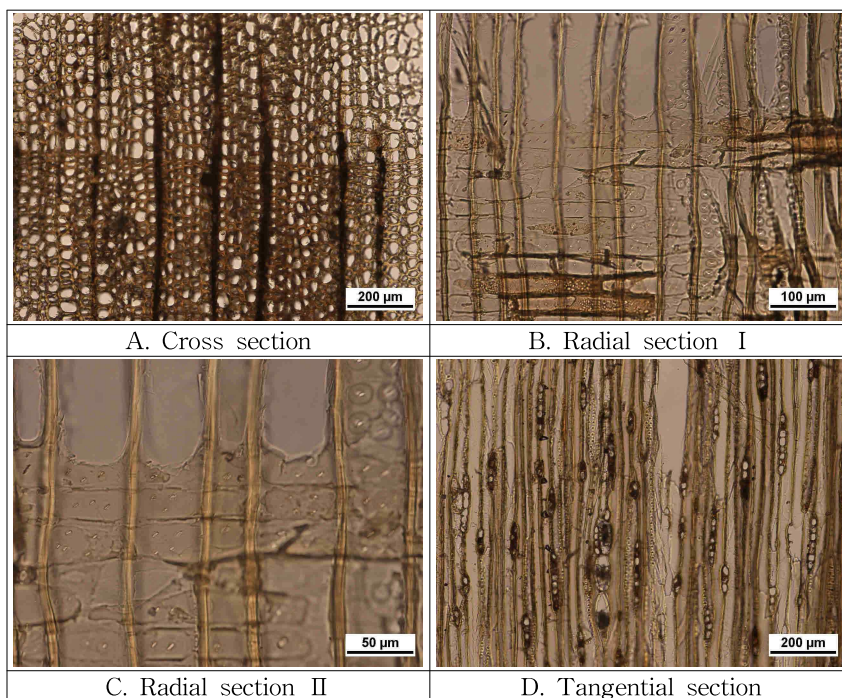 200 µm
100 µm
A. Cross section
B. Radial section Ⅰ
50 µm
200 µm
C. Radial section Ⅱ
D. Tangential section